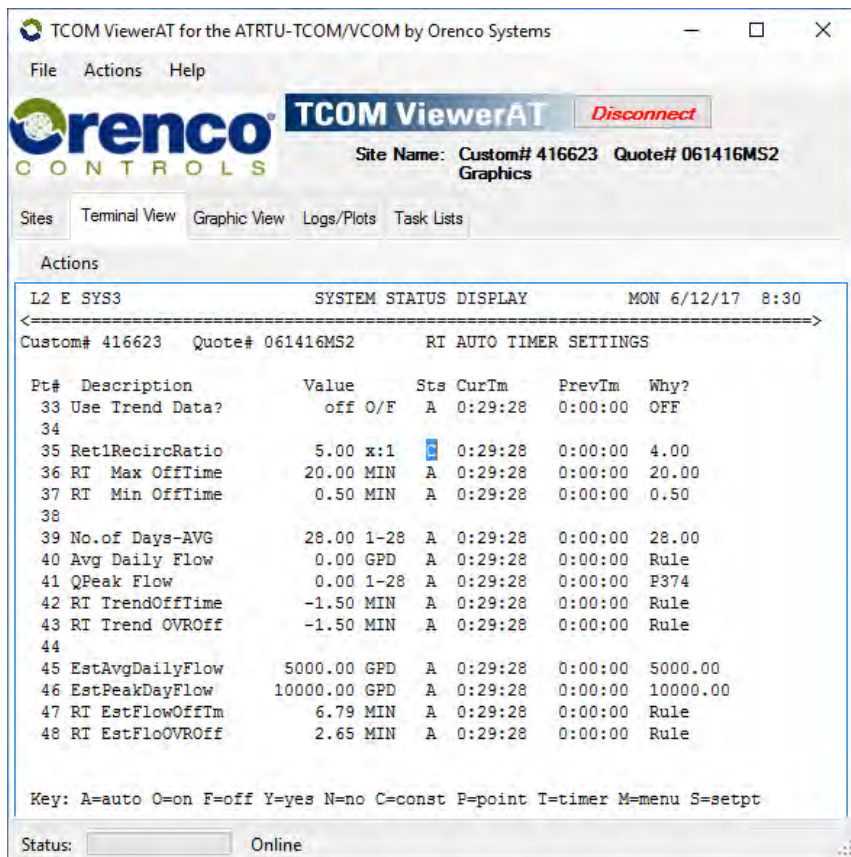 TCOM ViewerAT for the ATRTU-TCOM/VCOM by Orenco Systems
File Actions Help
Orenco® CONTROLS
TCOM ViewerAT Disconnect
Site Name: Custom# 416623 Quote# 061416MS2
Graphics
Sites Terminal View Graphic View Logs/Plots Task Lists
Actions
L2 E SYS3 SYSTEM STATUS DISPLAY MON 6/12/17 8:30
<==============================================================================>
Custom# 416623 Quote# 061416MS2 RT AUTO TIMER SETTINGS
Pt# Description Value Sts CurTm PrevTm Why?
33 Use Trend Data? off O/F A 0:29:28 0:00:00 OFF
34
35 Ret1RecircRatio 5.00 x:1 C 0:29:28 0:00:00 4.00
36 RT Max OffTime 20.00 MIN A 0:29:28 0:00:00 20.00
37 RT Min OffTime 0.50 MIN A 0:29:28 0:00:00 0.50
38
39 No.of Days-AVG 28.00 1-28 A 0:29:28 0:00:00 28.00
40 Avg Daily Flow 0.00 GPD A 0:29:28 0:00:00 Rule
41 QPeak Flow 0.00 1-28 A 0:29:28 0:00:00 P374
42 RT TrendOffTime -1.50 MIN A 0:29:28 0:00:00 Rule
43 RT Trend OVROff -1.50 MIN A 0:29:28 0:00:00 Rule
44
45 EstAvgDailyFlow 5000.00 GPD A 0:29:28 0:00:00 5000.00
46 EstPeakDayFlow 10000.00 GPD A 0:29:28 0:00:00 10000.00
47 RT EstFlowOffTm 6.79 MIN A 0:29:28 0:00:00 Rule
48 RT EstFloOVROff 2.65 MIN A 0:29:28 0:00:00 Rule
Key: A=auto O=on F=off Y=yes N=no C=const P=point T=timer M=menu S=setpt
Status: Online